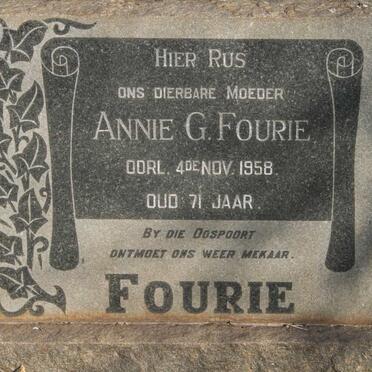 HIER RUS
ONS DIERBARE MOEDER
ANNIE G. FOURIE
OORL. 4DE NOV. 1958
OUD 71 JAAR.
BY DIE OOSPOORT
ONTMOET ONS WEER MEKAAR.
FOURIE